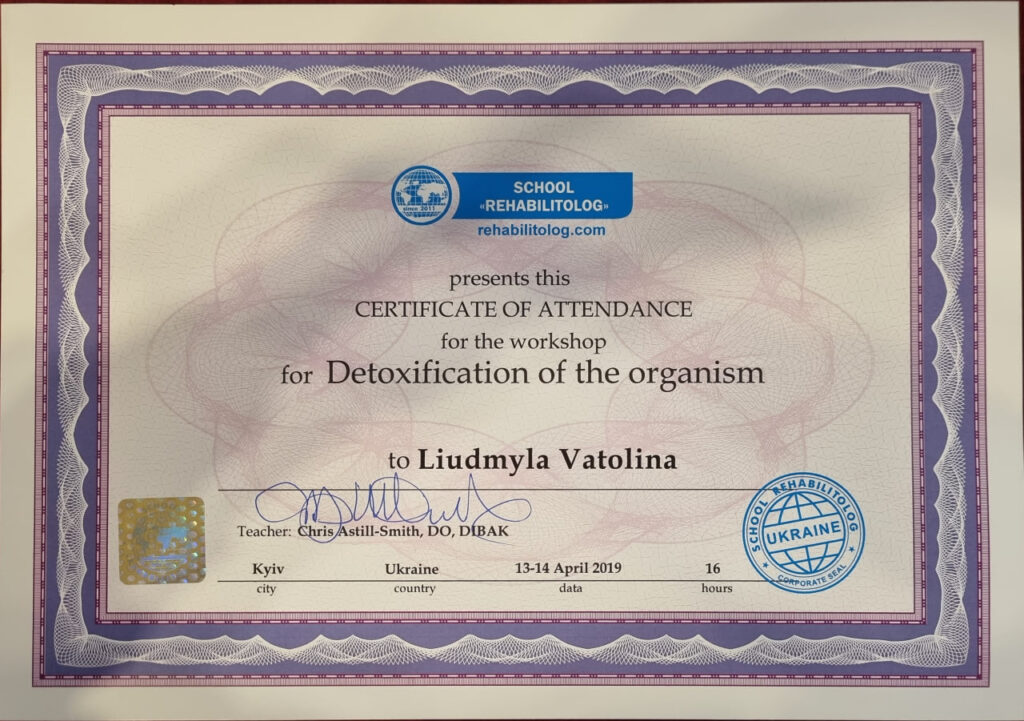 since 2011
SCHOOL
«REHABILITOLOG»
rehabilitolog.com
presents this
CERTIFICATE OF ATTENDANCE
for the workshop
for Detoxification of the organism
to Liudmyla Vatolina
Teacher: Chris Astill-Smith, DO, DIBAK
Kyiv Ukraine 13-14 April 2019 16
city country data hours
SCHOOL REHABILITOLOG
UKRAINE
CORPORATE SEAL